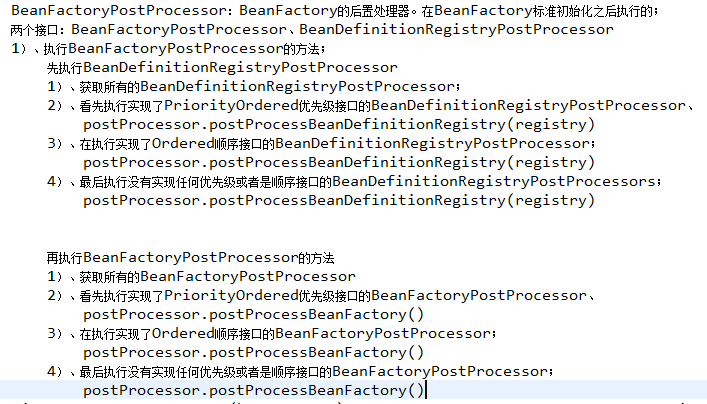 BeanFactoryPostProcessor：BeanFactory的后置处理器。在BeanFactory标准初始化之后执行的；
两个接口：BeanFactoryPostProcessor、BeanDefinitionRegistryPostProcessor
1）、执行BeanFactoryPostProcessor的方法；
先执行BeanDefinitionRegistryPostProcessor
1）、获取所有的BeanDefinitionRegistryPostProcessor；
2）、看先执行实现了PriorityOrdered优先级接口的BeanDefinitionRegistryPostProcessor、
postProcessor.postProcessBeanDefinitionRegistry(registry)
3）、在执行实现了Ordered顺序接口的BeanDefinitionRegistryPostProcessor；
postProcessor.postProcessBeanDefinitionRegistry(registry)
4）、最后执行没有实现任何优先级或者是顺序接口的BeanDefinitionRegistryPostProcessors；
postProcessor.postProcessBeanDefinitionRegistry(registry)
再执行BeanFactoryPostProcessor的方法
1）、获取所有的BeanFactoryPostProcessor
2）、看先执行实现了PriorityOrdered优先级接口的BeanFactoryPostProcessor、
postProcessor.postProcessBeanFactory()
3）、在执行实现了Ordered顺序接口的BeanFactoryPostProcessor；
postProcessor.postProcessBeanFactory()
4）、最后执行没有实现任何优先级或者是顺序接口的BeanFactoryPostProcessor；
postProcessor.postProcessBeanFactory()